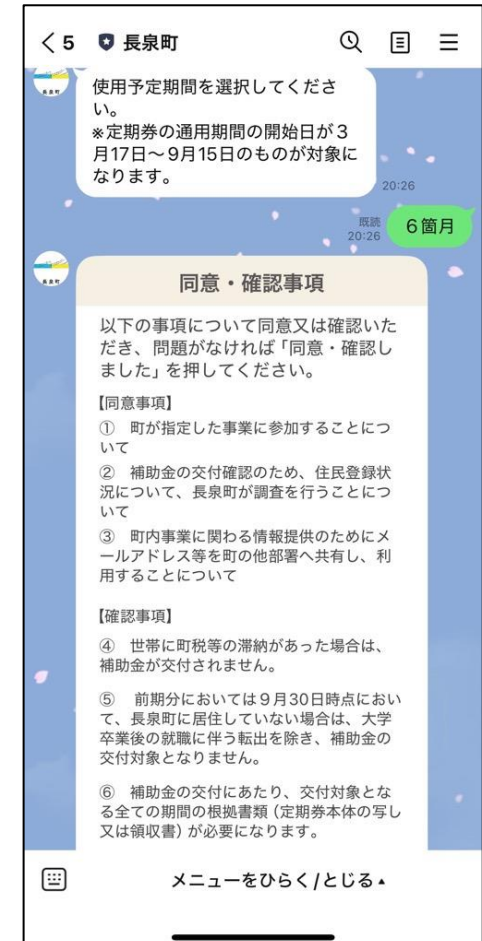 5 長泉町
使用予定期間を選択してくださ
い。
※定期券の通用期間の開始日が3
月17日～9月15日のものが対象に
なります。
20:26
既読
20:26
6箇月
同意・確認事項
以下の事項について同意又は確認いた
だき、問題がなければ「同意・確認し
ました」を押してください。
【同意事項】
① 町が指定した事業に参加することにつ
いて
② 補助金の交付確認のため、住民登録状
況について、長泉町が調査を行うことにつ
いて
③ 町内事業に関わる情報提供のためにメ
ールアドレス等を町の他部署へ共有し、利
用することについて
【確認事項】
④ 世帯に町税等の滞納があった場合は、
補助金が交付されません。
⑤ 前期分においては9月30日時点におい
て、長泉町に居住していない場合は、大学
卒業後の就職に伴う転出を除き、補助金の
交付対象となりません。
⑥ 補助金の交付にあたり、交付対象とな
る全ての期間の根拠書類（定期券本体の写し
又は領収書）が必要になります。
メニューをひらく/とじる▲